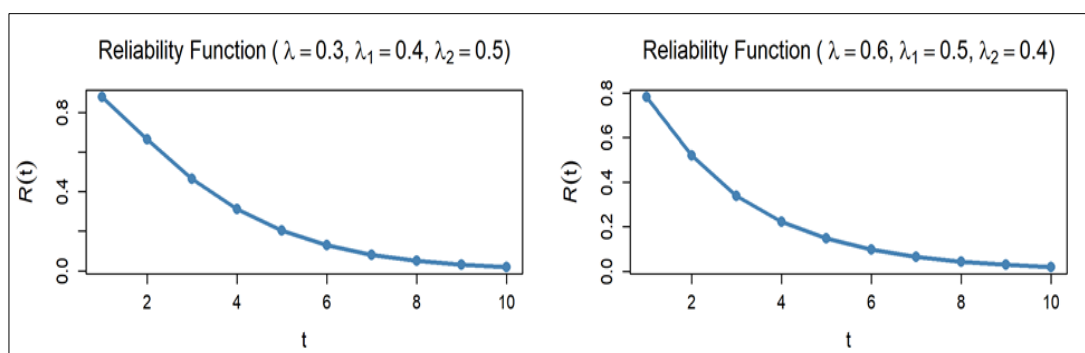 Reliability Function ( λ = 0.3, λ₁ = 0.4, λ₂ = 0.5)
R(t)
0.8
0.4
0.0
2 4 6 8 10
t
Reliability Function ( λ = 0.6, λ₁ = 0.5, λ₂ = 0.4)
R(t)
0.8
0.6
0.4
0.2
0.0
2 4 6 8 10
t